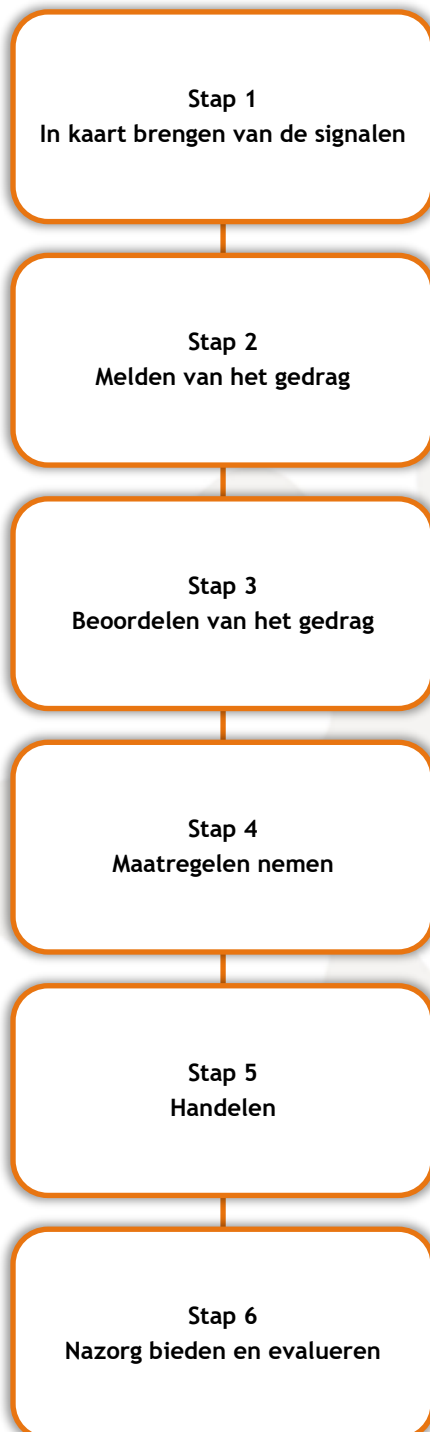 Stap 1
In kaart brengen van de signalen
Stap 2
Melden van het gedrag
Stap 3
Beoordelen van het gedrag
Stap 4
Maatregelen nemen
Stap 5
Handelen
Stap 6
Nazorg bieden en evalueren